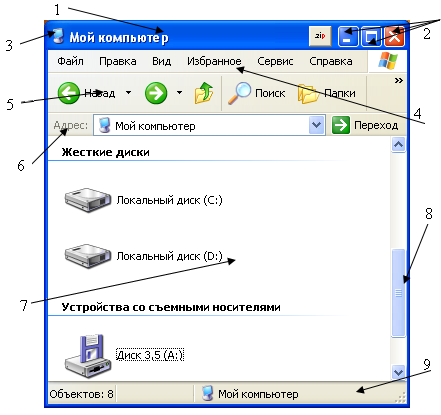 1
2
3
Мой компьютер
.zip
Файл Правка Вид Избранное Сервис Справка
4
5
Назад
Поиск
Папки
»
6
Адрес:
Мой компьютер
Переход
Жесткие диски
Локальный диск (C:)
Локальный диск (D:)
7
8
Устройства со съемными носителями
Диск 3,5 (A:)
9
Объектов: 8
Мой компьютер